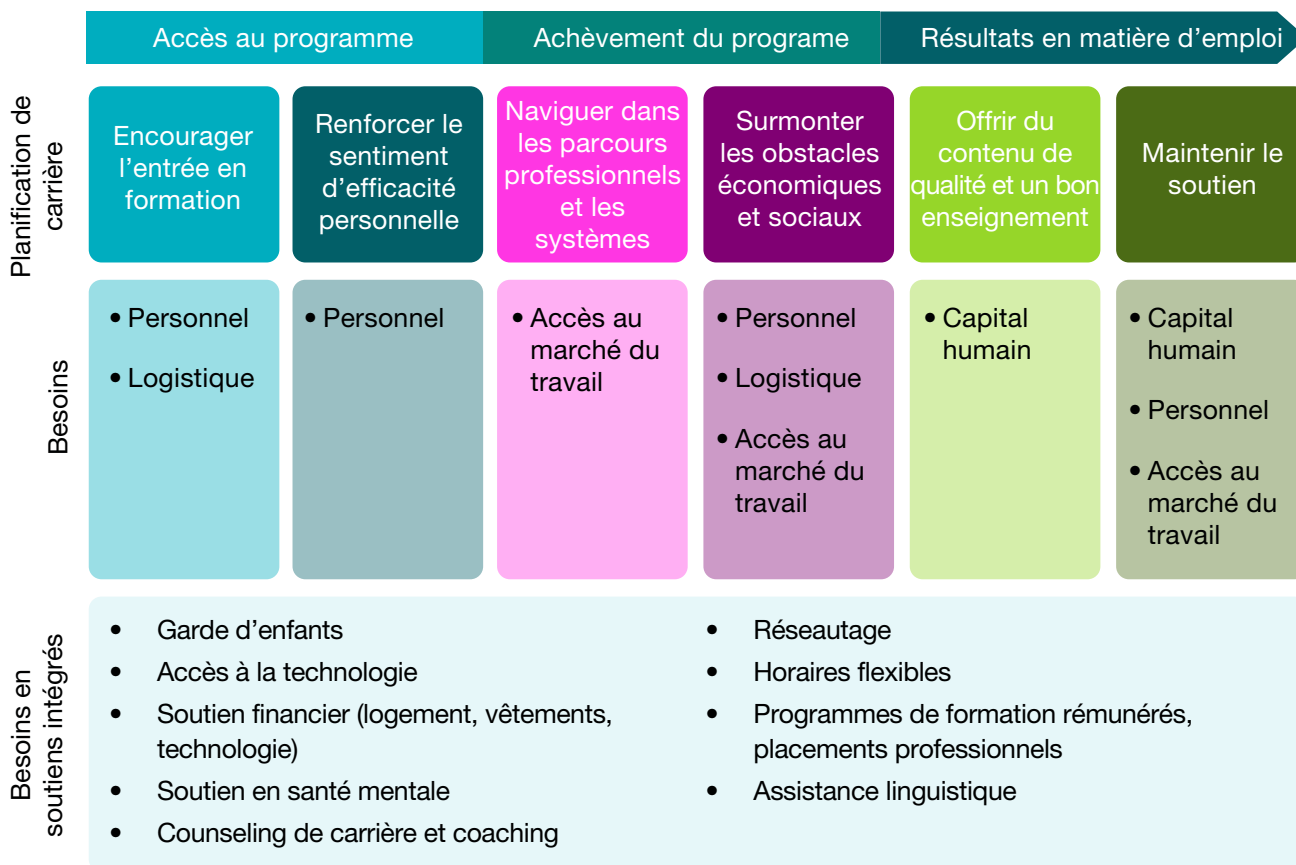 Accès au programme
Achèvement du programe
Résultats en matière d’emploi
Planification de
carrière
Encourager
l’entrée en
formation
Renforcer le
sentiment
d’efficacité
personnelle
Naviguer dans
les parcours
professionnels
et les
systèmes
Surmonter
les obstacles
économiques
et sociaux
Offrir du
contenu de
qualité et un bon
enseignement
Maintenir le
soutien
Besoins
• Personnel
• Logistique
• Personnel
• Accès au
marché du
travail
• Personnel
• Logistique
• Accès au
marché du
travail
• Capital
humain
• Capital
humain
• Personnel
• Accès au
marché du
travail
Besoins en
soutiens intégrés
• Garde d’enfants
• Accès à la technologie
• Soutien financier (logement, vêtements,
technologie)
• Soutien en santé mentale
• Counseling de carrière et coaching
• Réseautage
• Horaires flexibles
• Programmes de formation rémunérés,
placements professionnels
• Assistance linguistique